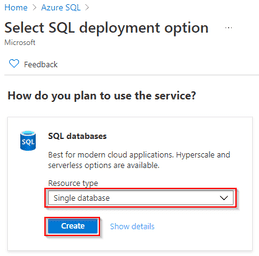 Home > Azure SQL >
Select SQL deployment option ...
Microsoft
Feedback
How do you plan to use the service?
SQL
SQL databases
Best for modern cloud applications. Hyperscale and
serverless options are available.
Resource type
Single database
Create
Show details